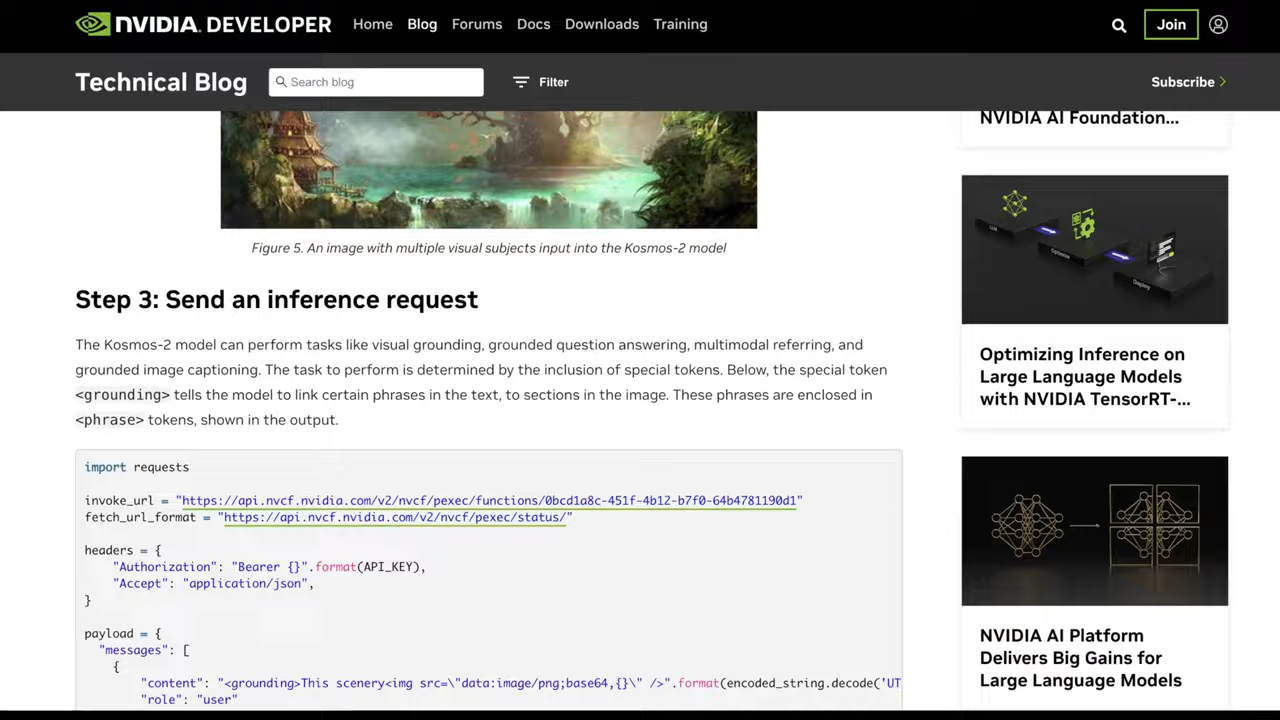 NVIDIA. DEVELOPER Home Blog Forums Docs Downloads Training Join
Technical Blog Search blog Filter Subscribe
NVIDIA AI Foundation...
Figure 5. An image with multiple visual subjects input into the Kosmos-2 model
Step 3: Send an inference request
The Kosmos-2 model can perform tasks like visual grounding, grounded question answering, multimodal referring, and
grounded image captioning. The task to perform is determined by the inclusion of special tokens. Below, the special token
<grounding> tells the model to link certain phrases in the text, to sections in the image. These phrases are enclosed in
<phrase> tokens, shown in the output.
import requests
invoke_url = "https://api.nvcf.nvidia.com/v2/nvcf/pexec/functions/0bcd1a8c-451f-4b12-b7f0-64b4781190d1"
fetch_url_format = "https://api.nvcf.nvidia.com/v2/nvcf/pexec/status/"
headers = {
"Authorization": "Bearer {}".format(API_KEY),
"Accept": "application/json",
}
payload = {
"messages": [
{
"content": "<grounding>This scenery<img src=\"data:image/png;base64,{}\" />".format(encoded_string.decode('UT
"role": "user"
LLM
Optimize
Deploy
Optimizing Inference on
Large Language Models
with NVIDIA TensorRT-...
NVIDIA AI Platform
Delivers Big Gains for
Large Language Models